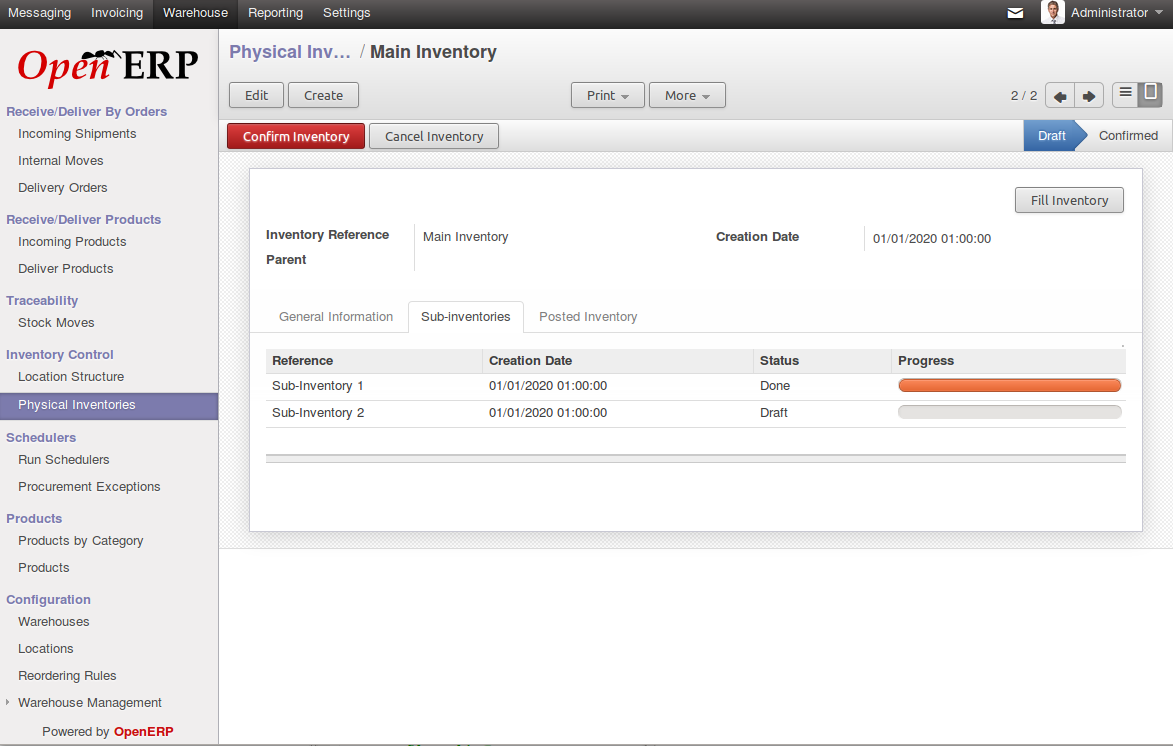 Messaging Invoicing Warehouse Reporting Settings Administrator
OpenERP
Receive/Deliver By Orders
Incoming Shipments
Internal Moves
Delivery Orders
Receive/Deliver Products
Incoming Products
Deliver Products
Traceability
Stock Moves
Inventory Control
Location Structure
Physical Inventories
Schedulers
Run Schedulers
Procurement Exceptions
Products
Products by Category
Products
Configuration
Warehouses
Locations
Reordering Rules
Warehouse Management
Powered by OpenERP
Physical Inv... / Main Inventory
Edit Create Print More 2 / 2
Confirm Inventory Cancel Inventory Draft Confirmed
Fill Inventory
Inventory Reference Main Inventory Creation Date 01/01/2020 01:00:00
Parent
General Information Sub-inventories Posted Inventory
Reference Creation Date Status Progress
Sub-Inventory 1 01/01/2020 01:00:00 Done
Sub-Inventory 2 01/01/2020 01:00:00 Draft